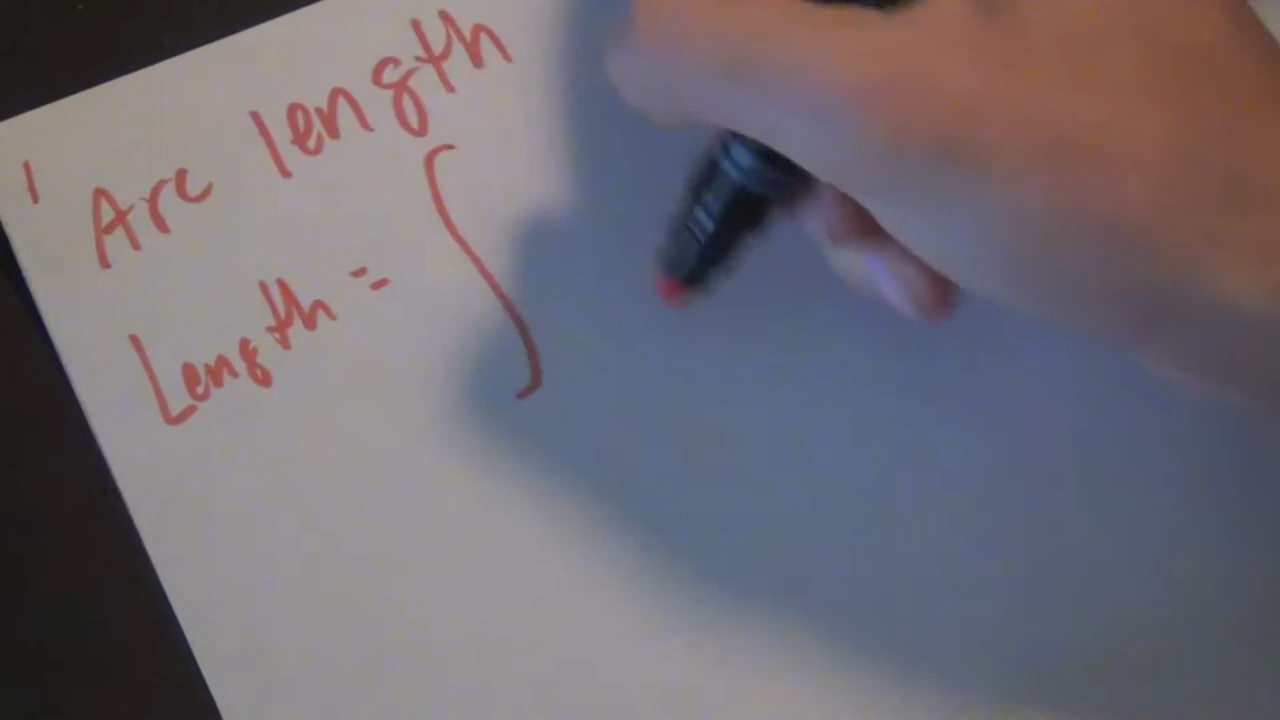 ' Arc length
Length = ∫